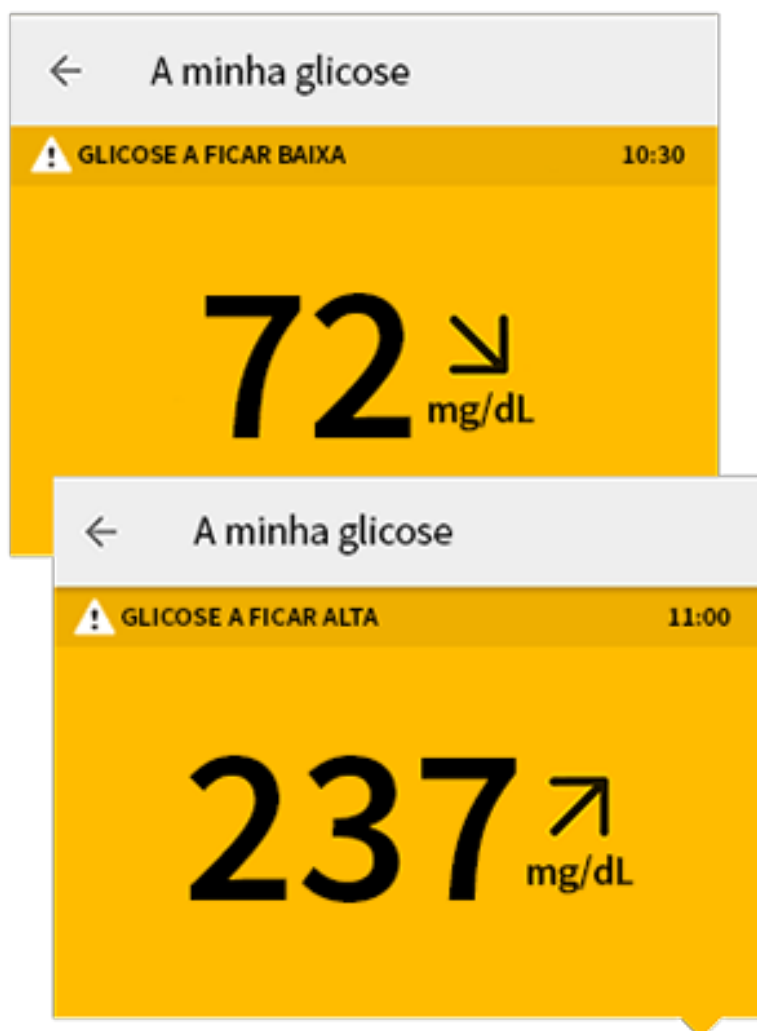 A minha glicose
GLICOSE A FICAR BAIXA 10:30
72
mg/dL
A minha glicose
GLICOSE A FICAR ALTA 11:00
237
mg/dL